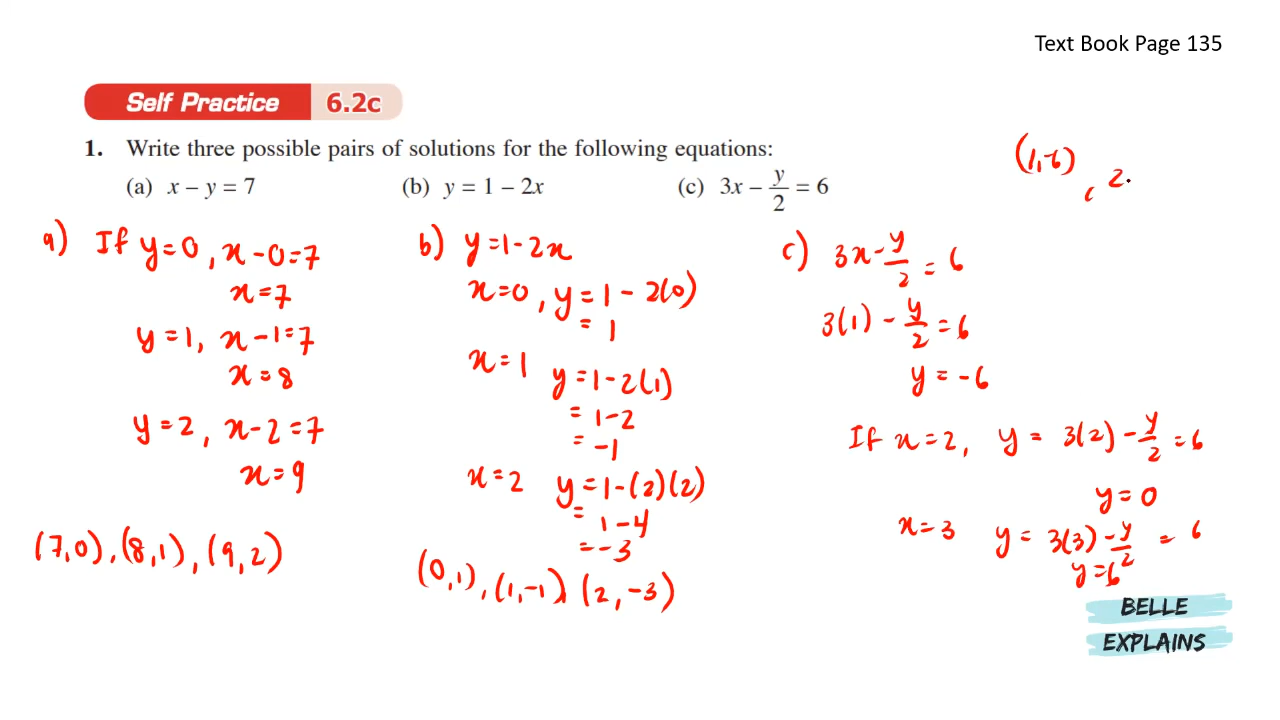 Text Book Page 135
Self Practice 6.2c
1. Write three possible pairs of solutions for the following equations:
(a) x – y = 7
(b) y = 1 – 2x
(c) 3x – y/2 = 6
a) If y=0, x-0=7
x=7
y=1, x-1=7
x=8
y=2, x-2=7
x=9
(7,0), (8,1), (9,2)
b) y=1-2x
x=0, y=1-2(0)
= 1
x=1 y=1-2(1)
= 1-2
= -1
x=2 y=1-(2)(2)
= 1-4
= -3
(0,1), (1,-1), (2,-3)
c) 3x - y/2 = 6
3(1) - y/2 = 6
y = -6
If x=2, y = 3(2) - y/2 = 6
y=0
x=3 y= 3(3) - y/2 = 6
y=6
(1,-6)
, ( 2
BELLE
EXPLAINS